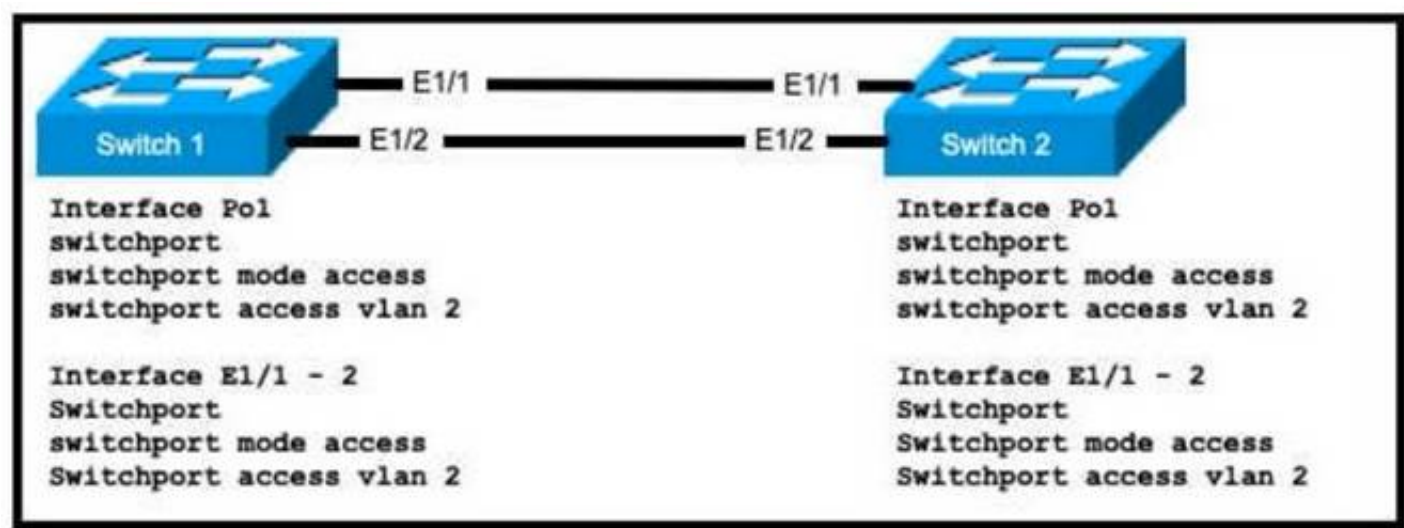 E1/1
E1/1
Switch 1
E1/2
E1/2
Switch 2
Interface Po1
switchport
switchport mode access
switchport access vlan 2
Interface E1/1 - 2
Switchport
switchport mode access
Switchport access vlan 2
Interface Po1
switchport
switchport mode access
switchport access vlan 2
Interface E1/1 - 2
Switchport
Switchport mode access
Switchport access vlan 2